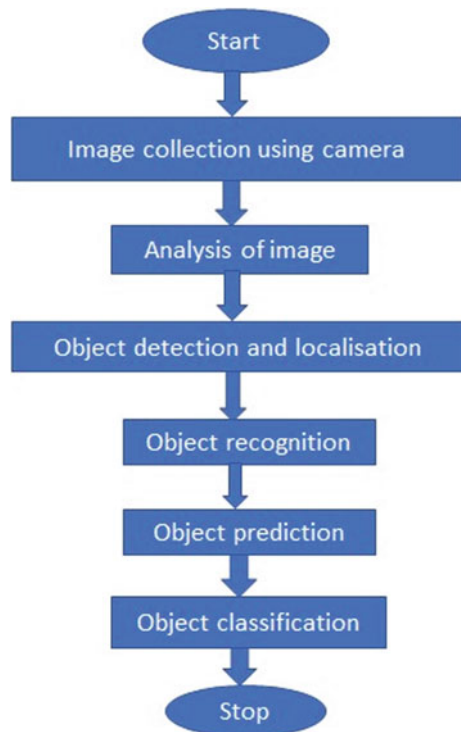 Start
Image collection using camera
Analysis of image
Object detection and localisation
Object recognition
Object prediction
Object classification
Stop